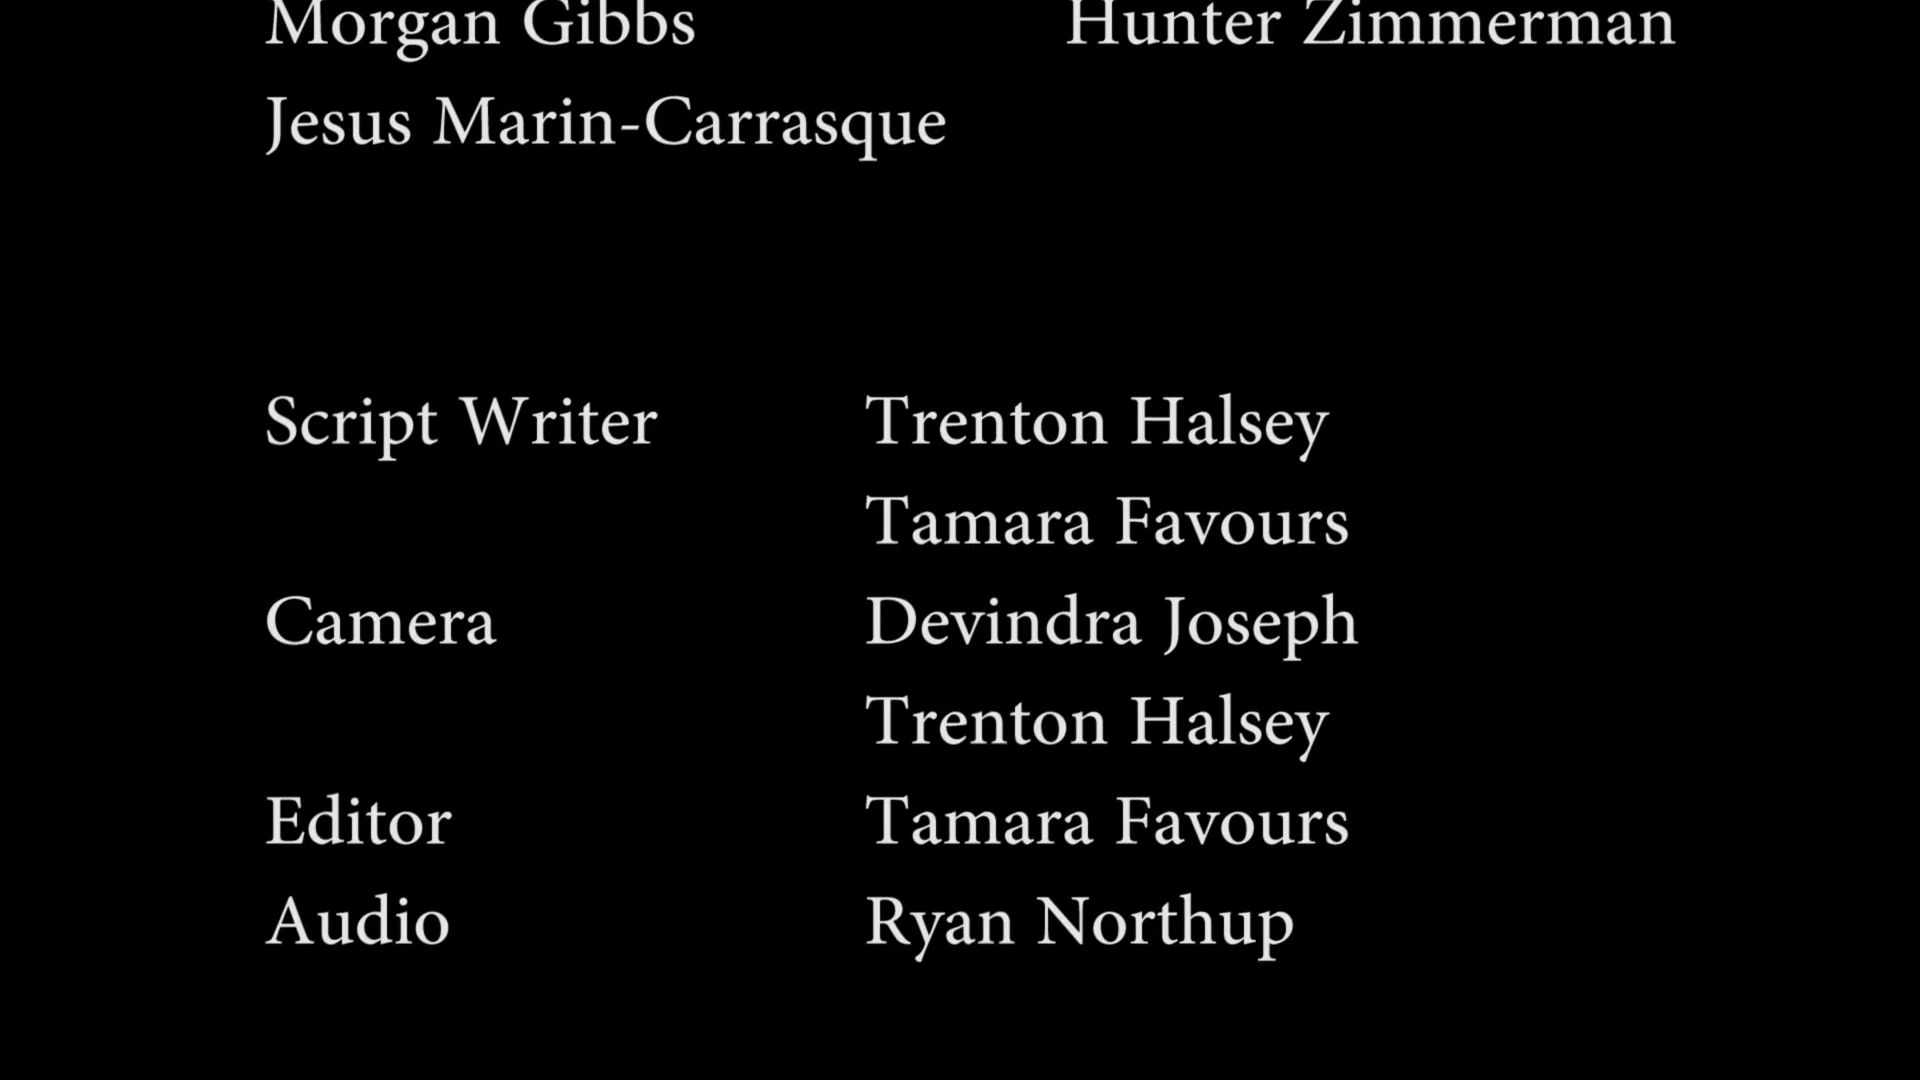 Morgan Gibbs Hunter Zimmerman
Jesus Marin-Carrasque
Script Writer Trenton Halsey
Tamara Favours
Camera Devindra Joseph
Trenton Halsey
Editor Tamara Favours
Audio Ryan Northup